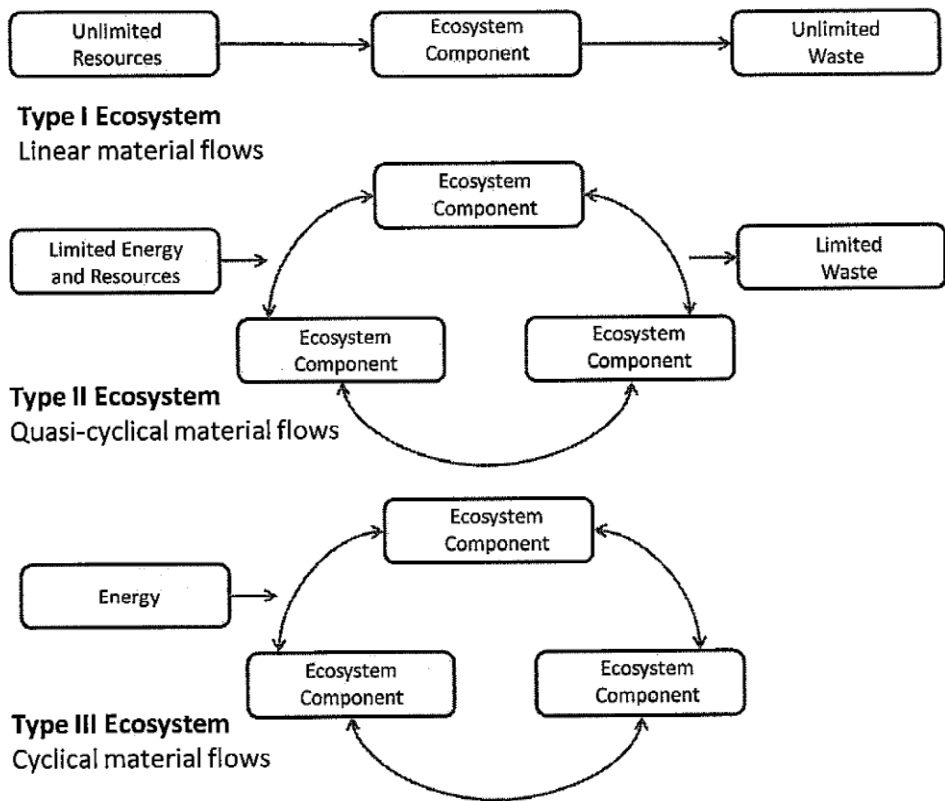 Unlimited
Resources
Ecosystem
Component
Unlimited
Waste
Type I Ecosystem
Linear material flows
Ecosystem
Component
Limited Energy
and Resources
Limited
Waste
Ecosystem
Component
Ecosystem
Component
Type II Ecosystem
Quasi-cyclical material flows
Ecosystem
Component
Energy
Ecosystem
Component
Ecosystem
Component
Type III Ecosystem
Cyclical material flows